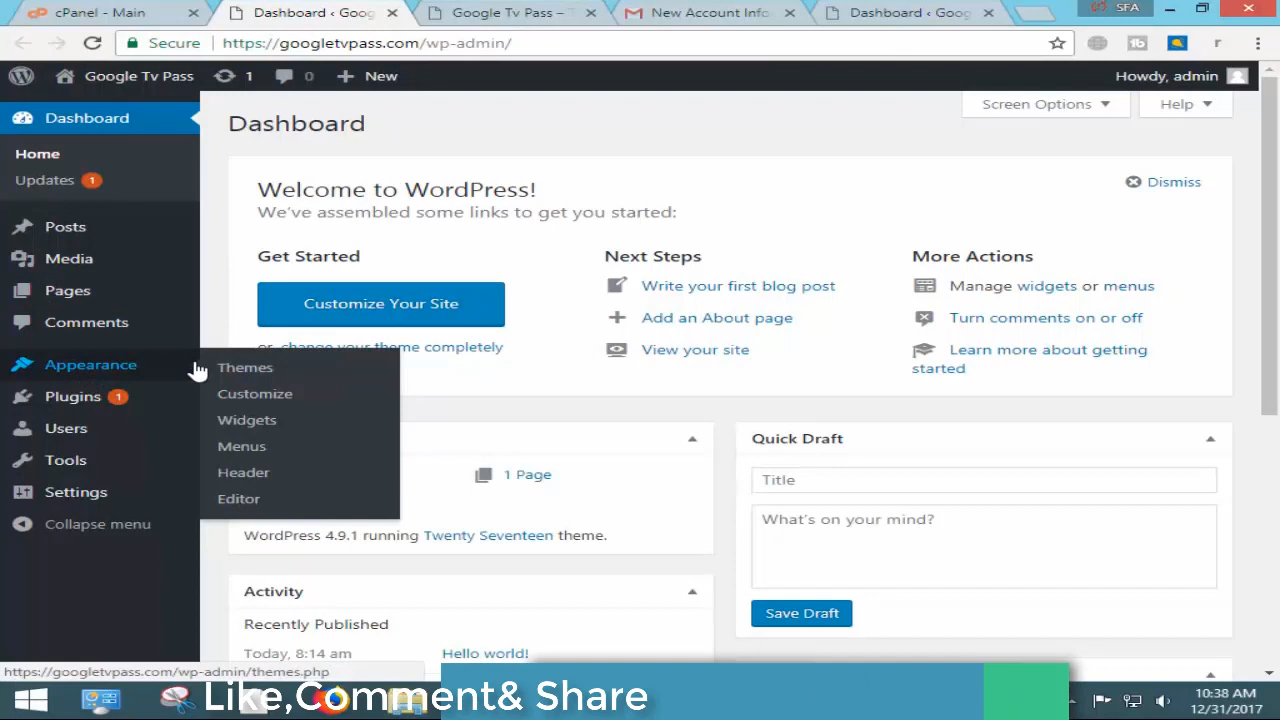 cPanel - Main
Dashboard ‹ Goog
Google Tv Pass – T
New Account Info
Dashboard ‹ Goog
SFA
Secure
https://googletvpass.com/wp-admin/
Google Tv Pass
1
0
New
Howdy, admin
Dashboard
Home
Updates 1
Posts
Media
Pages
Comments
Appearance
Plugins 1
Users
Tools
Settings
Collapse menu
Themes
Customize
Widgets
Menus
Header
Editor
Screen Options
Help
Dashboard
Welcome to WordPress!
We've assembled some links to get you started:
Dismiss
Get Started
Customize Your Site
or, change your theme completely
Next Steps
Write your first blog post
Add an About page
View your site
More Actions
Manage widgets or menus
Turn comments on or off
Learn more about getting
started
1 Page
WordPress 4.9.1 running Twenty Seventeen theme.
Activity
Recently Published
Today, 8:14 am
Hello world!
Quick Draft
Title
What's on your mind?
Save Draft
https://googletvpass.com/wp-admin/themes.php
Like,Comment& Share
10:38 AM
12/31/2017